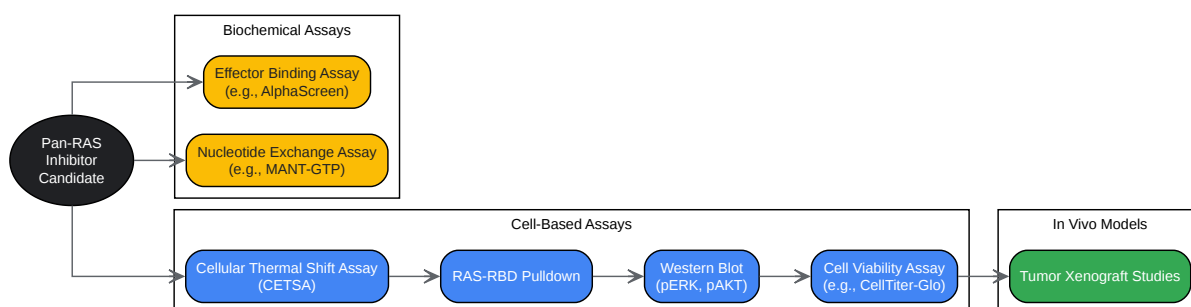 Biochemical Assays
Effector Binding Assay
(e.g., AlphaScreen)
Pan-RAS
Inhibitor
Candidate
Nucleotide Exchange Assay
(e.g., MANT-GTP)
Cell-Based Assays
Cellular Thermal Shift Assay
(CETSA)
RAS-RBD Pulldown
Western Blot
(pERK, pAKT)
Cell Viability Assay
(e.g., CellTiter-Glo)
In Vivo Models
Tumor Xenograft Studies